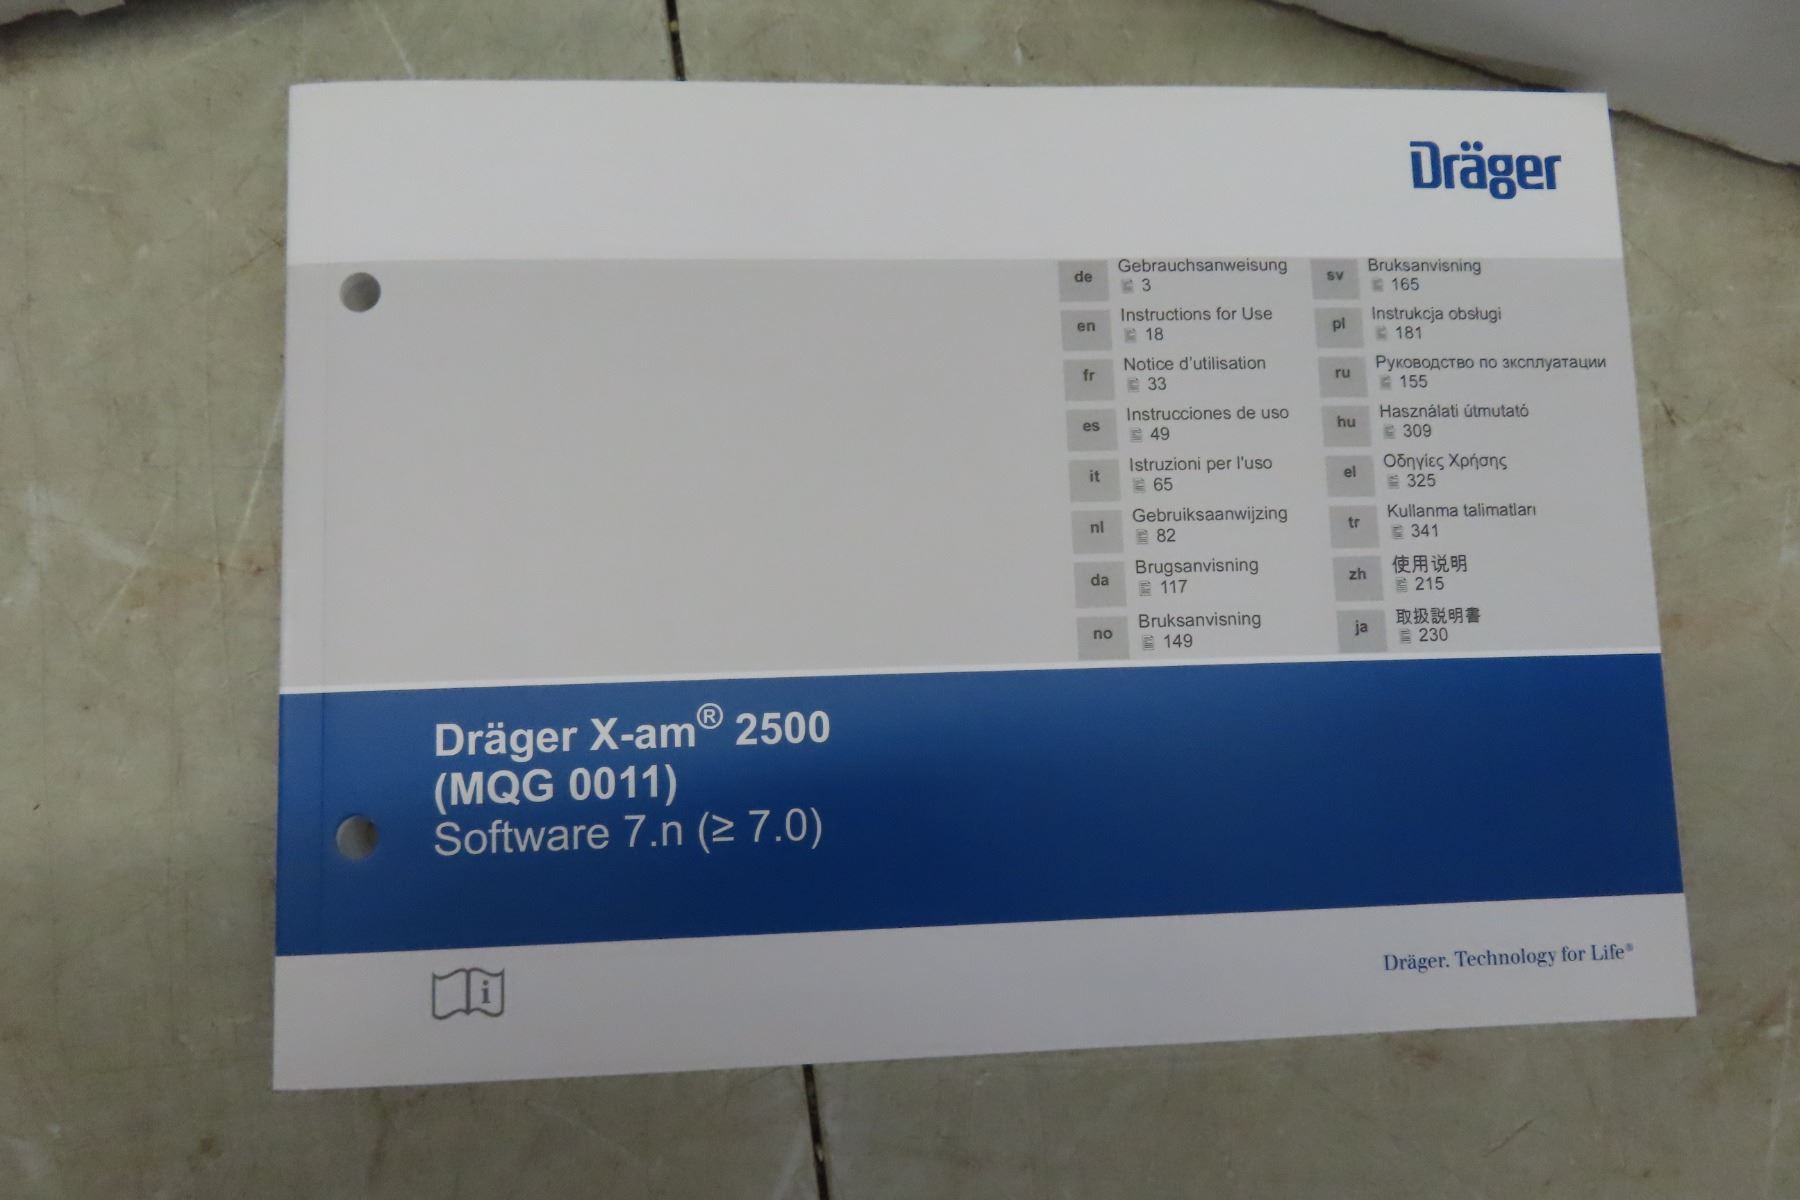 Dräger
de Gebrauchsanweisung
3
en Instructions for Use
18
fr Notice d'utilisation
33
es Instrucciones de uso
49
it Istruzioni per l'uso
65
nl Gebruiksaanwijzing
82
da Brugsanvisning
117
no Bruksanvisning
149
sv Bruksanvisning
165
pl Instrukcja obsługi
181
ru Руководство по эксплуатации
155
hu Használati útmutató
309
el Οδηγίες Χρήσης
325
tr Kullanma talimatları
341
zh 使用说明
215
ja 取扱説明書
230
Dräger X-am® 2500
(MQG 0011)
Software 7.n (≥ 7.0)
i
Dräger. Technology for Life®